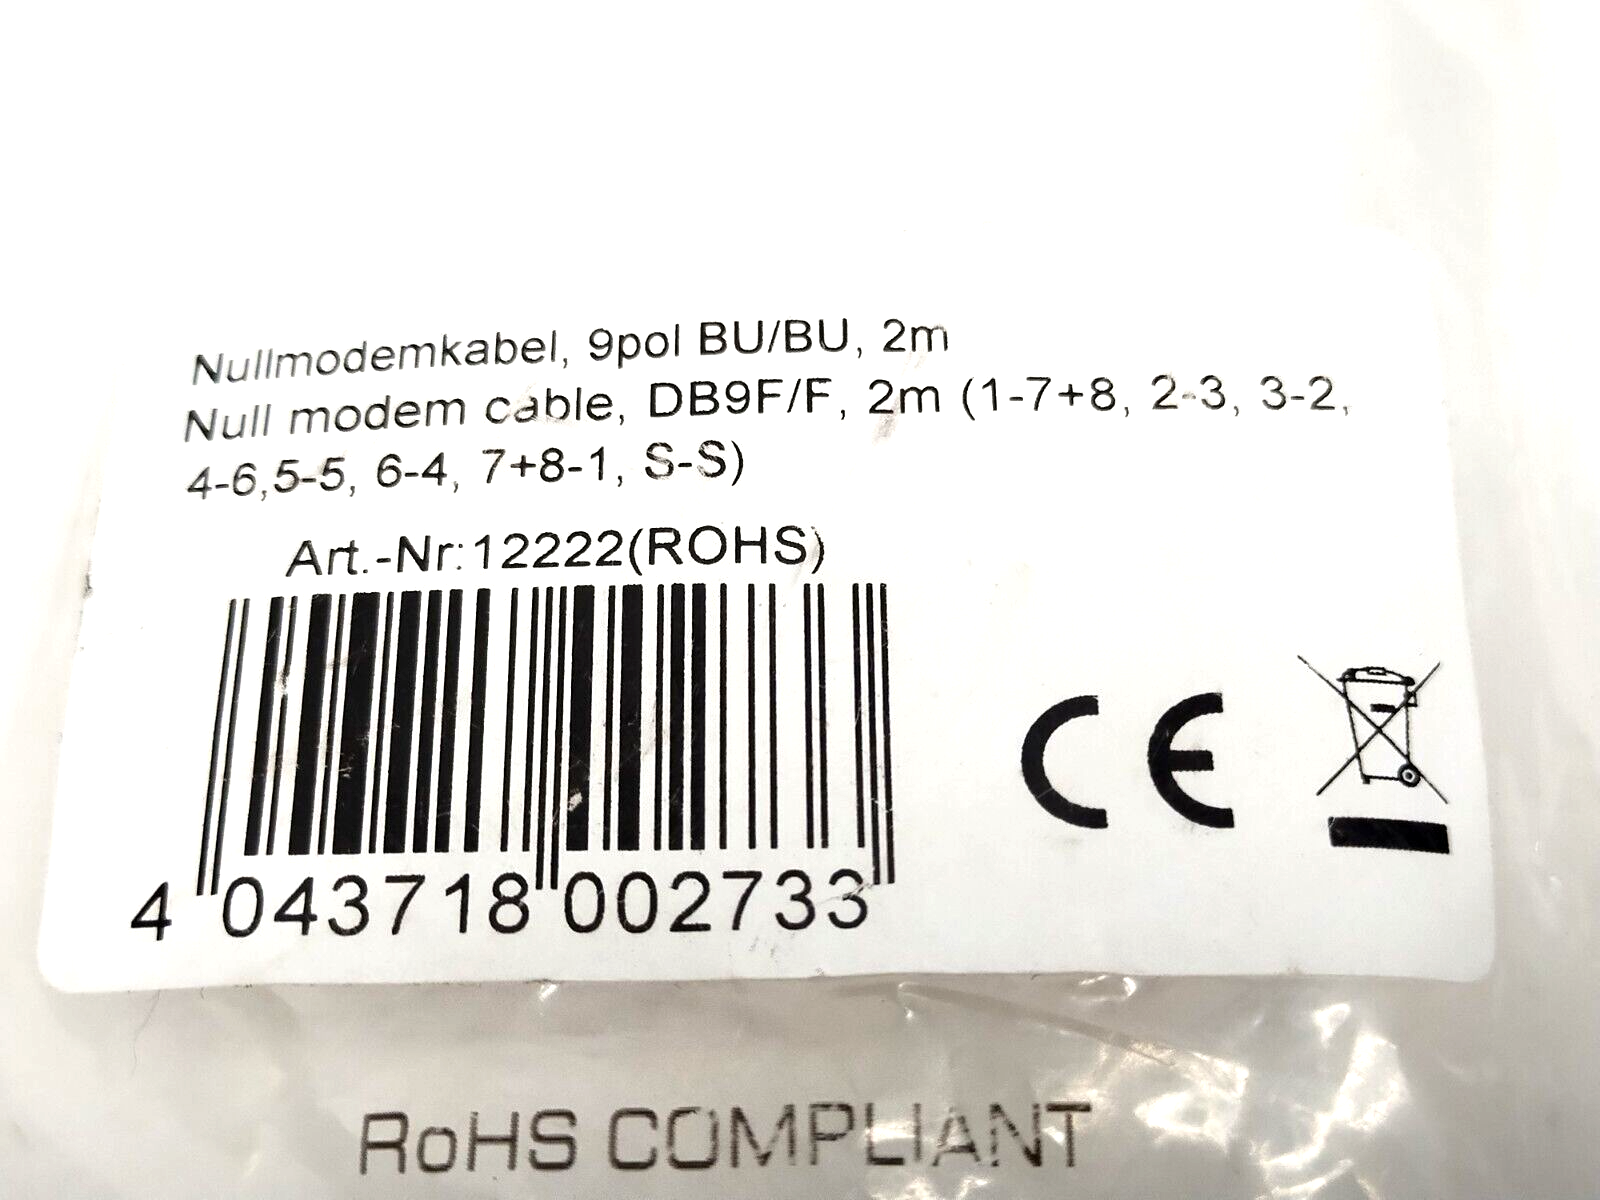 Nullmodemkabel, 9pol BU/BU, 2m
Null modem cable, DB9F/F, 2m (1-7+8, 2-3, 3-2,
4-6,5-5, 6-4, 7+8-1, S-S)
Art.-Nr:12222(ROHS)
CE
4 043718 002733
RoHS COMPLIANT